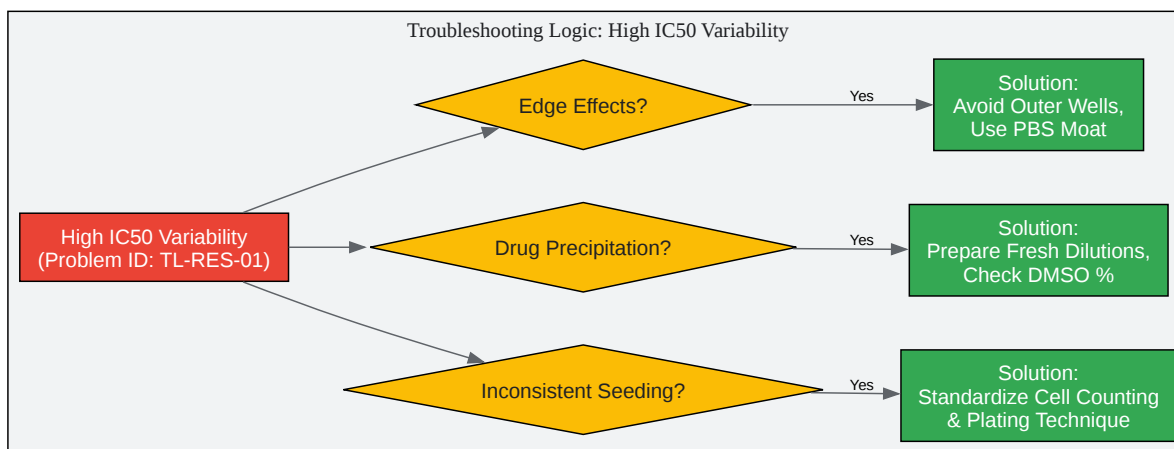 Troubleshooting Logic: High IC50 Variability
Edge Effects?
Yes
Solution:
Avoid Outer Wells,
Use PBS Moat
High IC50 Variability
(Problem ID: TL-RES-01)
Drug Precipitation?
Yes
Solution:
Prepare Fresh Dilutions,
Check DMSO %
Inconsistent Seeding?
Yes
Solution:
Standardize Cell Counting
& Plating Technique